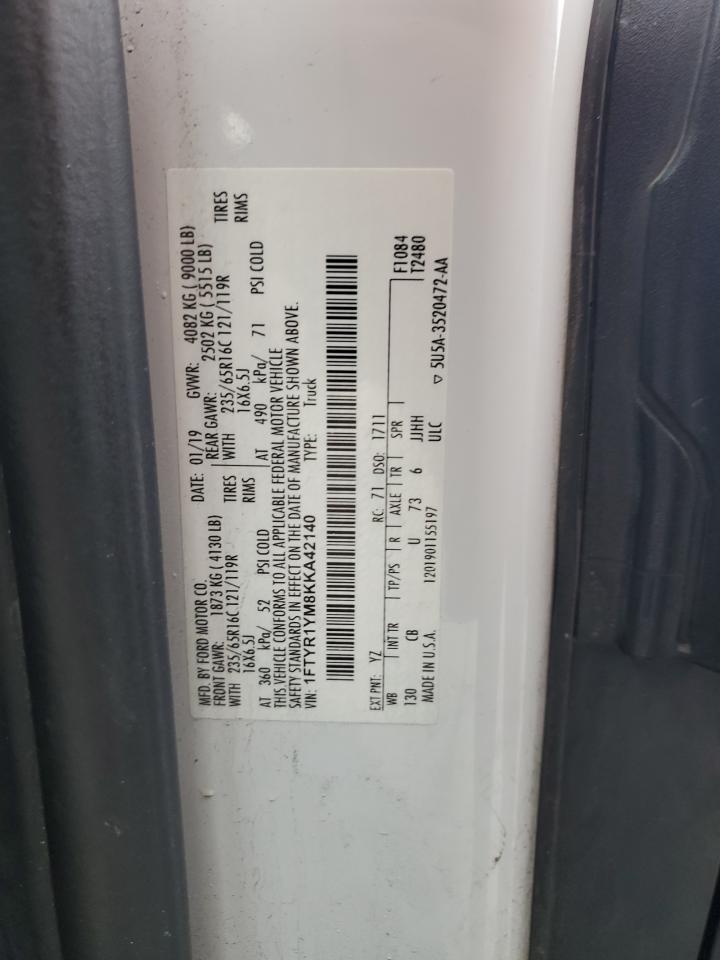 MFD. BY FORD MOTOR CO. DATE: 01/19 GVWR: 4082 KG ( 9000 LB)
FRONT GAWR: 1873 KG ( 4130 LB) REAR GAWR: 2502 KG ( 5515 LB)
WITH 235/65R16C 121/119R TIRES WITH 235/65R16C 121/119R TIRES
16X6.5J RIMS 16X6.5J RIMS
AT 360 kPa/ 52 PSI COLD AT 490 kPa/ 71 PSI COLD
THIS VEHICLE CONFORMS TO ALL APPLICABLE FEDERAL MOTOR VEHICLE
SAFETY STANDARDS IN EFFECT ON THE DATE OF MANUFACTURE SHOWN ABOVE.
VIN: 1FTYR1YM8KKA42140 TYPE: Truck
EXT PNT: YZ RC: 71 DSO: 1711
WB INT TR TP/PS R AXLE TR SPR F1084
130 CB U 73 6 JJHH T2480
MADE IN U.S.A. 1201901155197 ULC
▽ 5U5A-3520472-AA